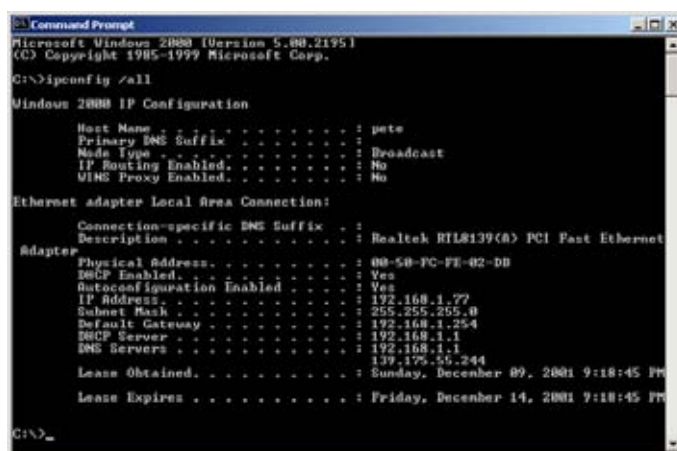 Command Prompt
Microsoft Windows 2000 [Version 5.00.2195]
(C) Copyright 1985-1999 Microsoft Corp.
C:\>ipconfig /all
Windows 2000 IP Configuration
Host Name . . . . . . . . . . . . : pete
Primary DNS Suffix . . . . . . . :
Node Type . . . . . . . . . . . . : Broadcast
IP Routing Enabled. . . . . . . . : No
WINS Proxy Enabled. . . . . . . . : No
Ethernet adapter Local Area Connection:
Connection-specific DNS Suffix . :
Description . . . . . . . . . . . : Realtek RTL8139(A) PCI Fast Ethernet
Adapter
Physical Address. . . . . . . . . : 00-50-FC-FE-02-DB
DHCP Enabled. . . . . . . . . . . : Yes
Autoconfiguration Enabled . . . . : Yes
IP Address. . . . . . . . . . . . : 192.168.1.77
Subnet Mask . . . . . . . . . . . : 255.255.255.0
Default Gateway . . . . . . . . . : 192.168.1.254
DHCP Server . . . . . . . . . . . : 192.168.1.1
DNS Servers . . . . . . . . . . . : 192.168.1.1
139.175.55.244
Lease Obtained. . . . . . . . . . : Sunday, December 09, 2001 9:18:45 PM
Lease Expires . . . . . . . . . . : Friday, December 14, 2001 9:18:45 PM
C:\>_